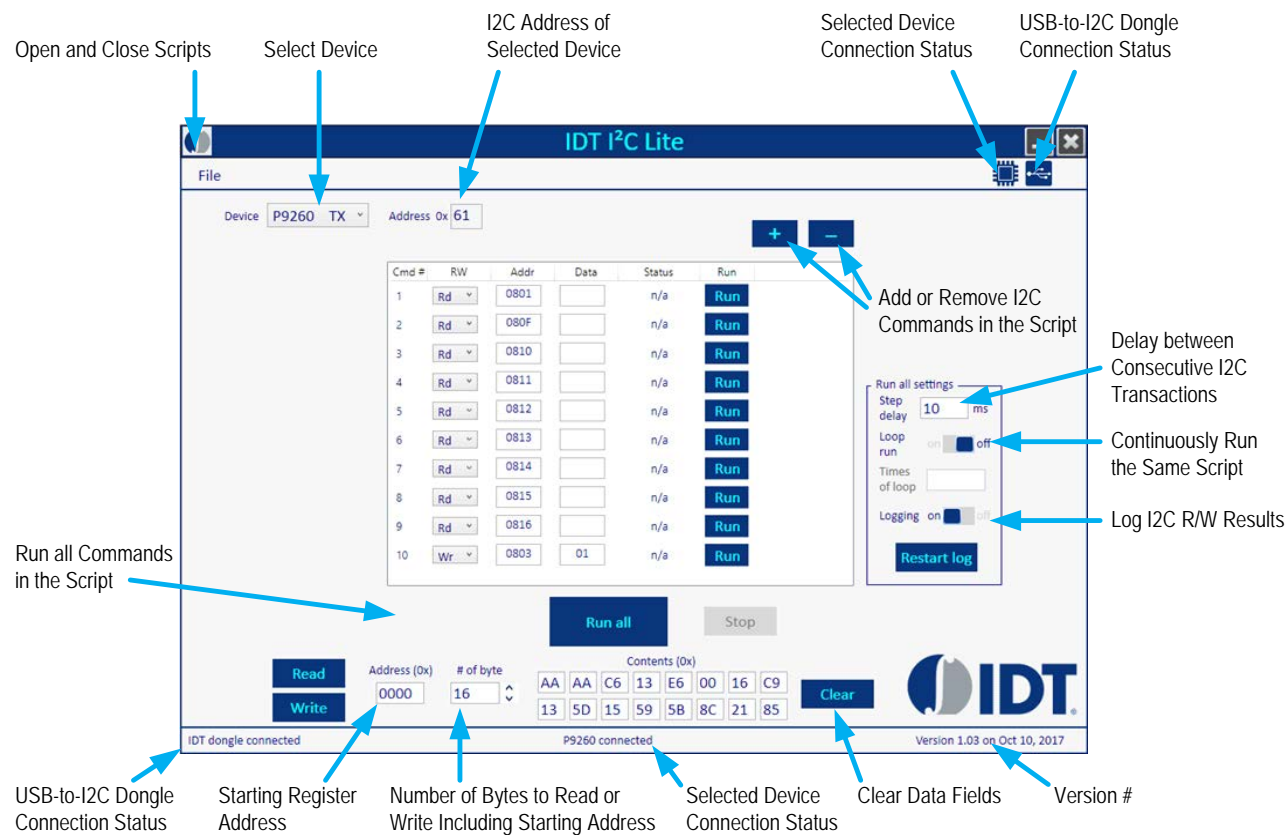 I2C Address of
Selected Device
Selected Device
Connection Status
USB-to-I2C Dongle
Connection Status
Open and Close Scripts
Select Device
IDT I²C Lite
File
Device P9260 TX Address 0x 61
+ −
Cmd # RW Addr Data Status Run
1 Rd 0801 n/a Run
2 Rd 080F n/a Run
3 Rd 0810 n/a Run
4 Rd 0811 n/a Run
5 Rd 0812 n/a Run
6 Rd 0813 n/a Run
7 Rd 0814 n/a Run
8 Rd 0815 n/a Run
9 Rd 0816 n/a Run
10 Wr 0803 01 n/a Run
Add or Remove I2C
Commands in the Script
Delay between
Consecutive I2C
Transactions
Run all settings
Step
delay 10 ms
Loop
run on off
Times
of loop
Logging on off
Restart log
Continuously Run
the Same Script
Log I2C R/W Results
Run all Commands
in the Script
Run all Stop
Read
Write
Address (0x)
0000
# of byte
16
Contents (0x)
AA AA C6 13 E6 00 16 C9
13 5D 15 59 5B 8C 21 85
Clear
IDT
IDT dongle connected
P9260 connected
Version 1.03 on Oct 10, 2017
USB-to-I2C Dongle
Connection Status
Starting Register
Address
Number of Bytes to Read or
Write Including Starting Address
Selected Device
Connection Status
Clear Data Fields
Version #